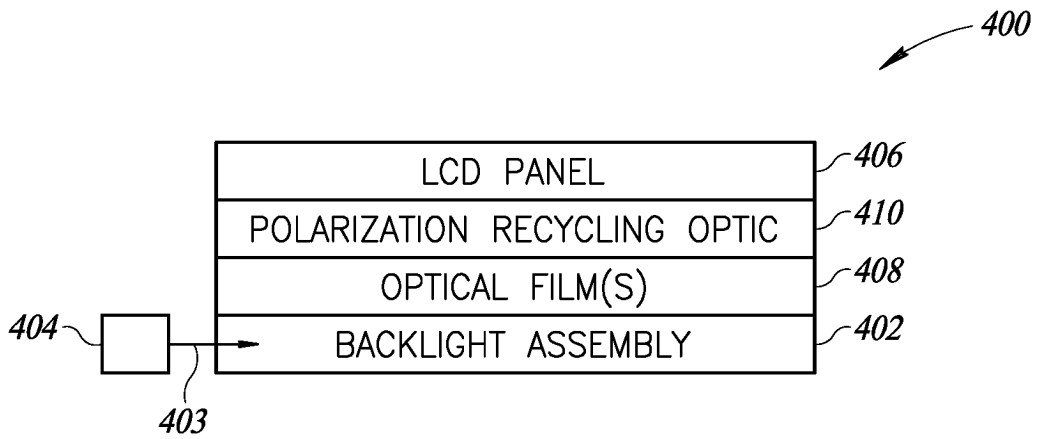 400
LCD PANEL
406
POLARIZATION RECYCLING OPTIC
410
OPTICAL FILM(S)
408
404
BACKLIGHT ASSEMBLY
402
403